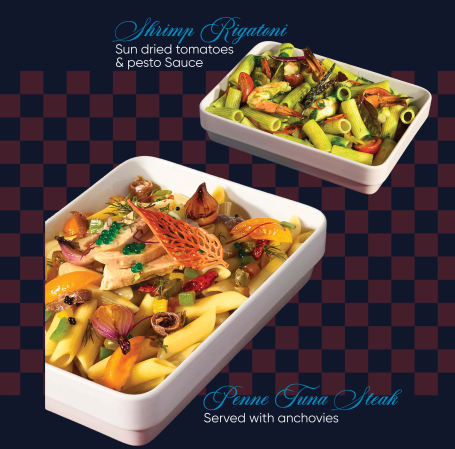 Shrimp Rigatoni
Sun dried tomatoes
& pesto Sauce
Penne Tuna Steak
Served with anchovies